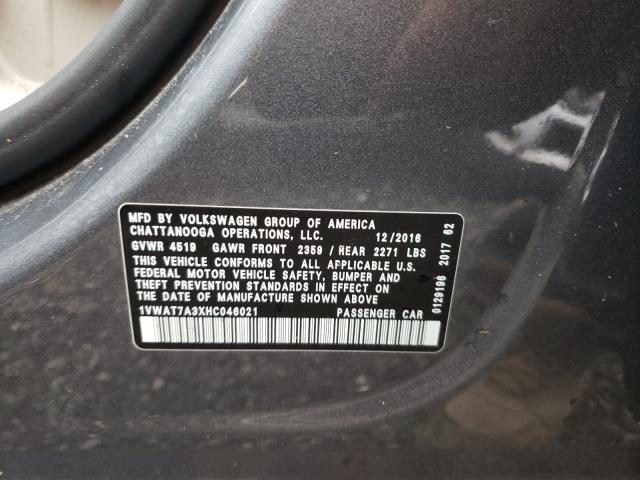 MFD BY VOLKSWAGEN GROUP OF AMERICA
CHATTANOOGA OPERATIONS, LLC. 12/2016
GVWR 4519 GAWR FRONT 2359 / REAR 2271 LBS
THIS VEHICLE CONFORMS TO ALL APPLICABLE U.S.
FEDERAL MOTOR VEHICLE SAFETY, BUMPER AND
THEFT PREVENTION STANDARDS IN EFFECT ON
THE DATE OF MANUFACTURE SHOWN ABOVE
1VWAT7A3XHC046021 PASSENGER CAR
0129196 2017 62